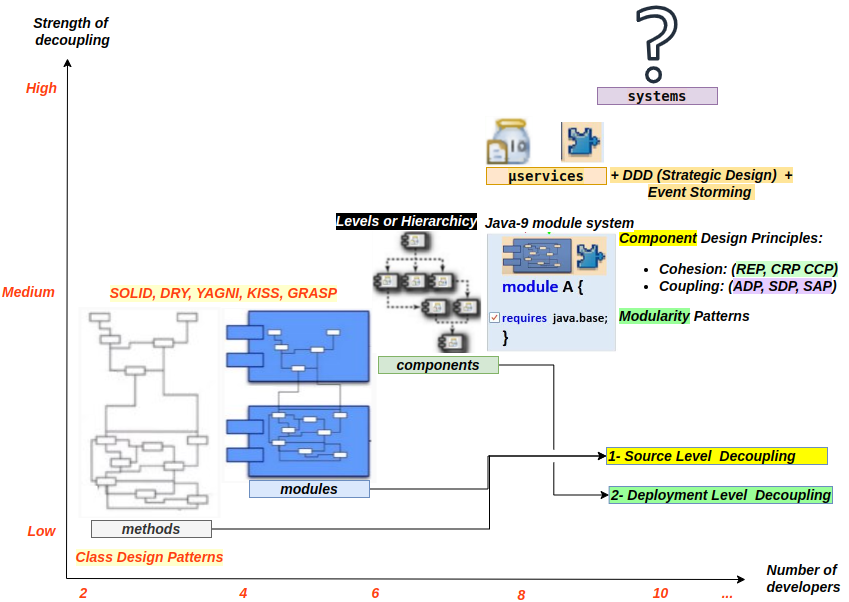 Strength of
decoupling
?
High
systems
10
µservices
+ DDD (Strategic Design) +
Event Storming
Levels or Hierarchicy
Java-9 module system
Component Design Principles:
• Cohesion: (REP, CRP CCP)
• Coupling: (ADP, SDP, SAP)
Modularity Patterns
module A {
requires java.base;
}
Medium
SOLID, DRY, YAGNI, KISS, GRASP
components
1- Source Level Decoupling
modules
2- Deployment Level Decoupling
Low
methods
Class Design Patterns
Number of
developers
2
4
6
8
10
...